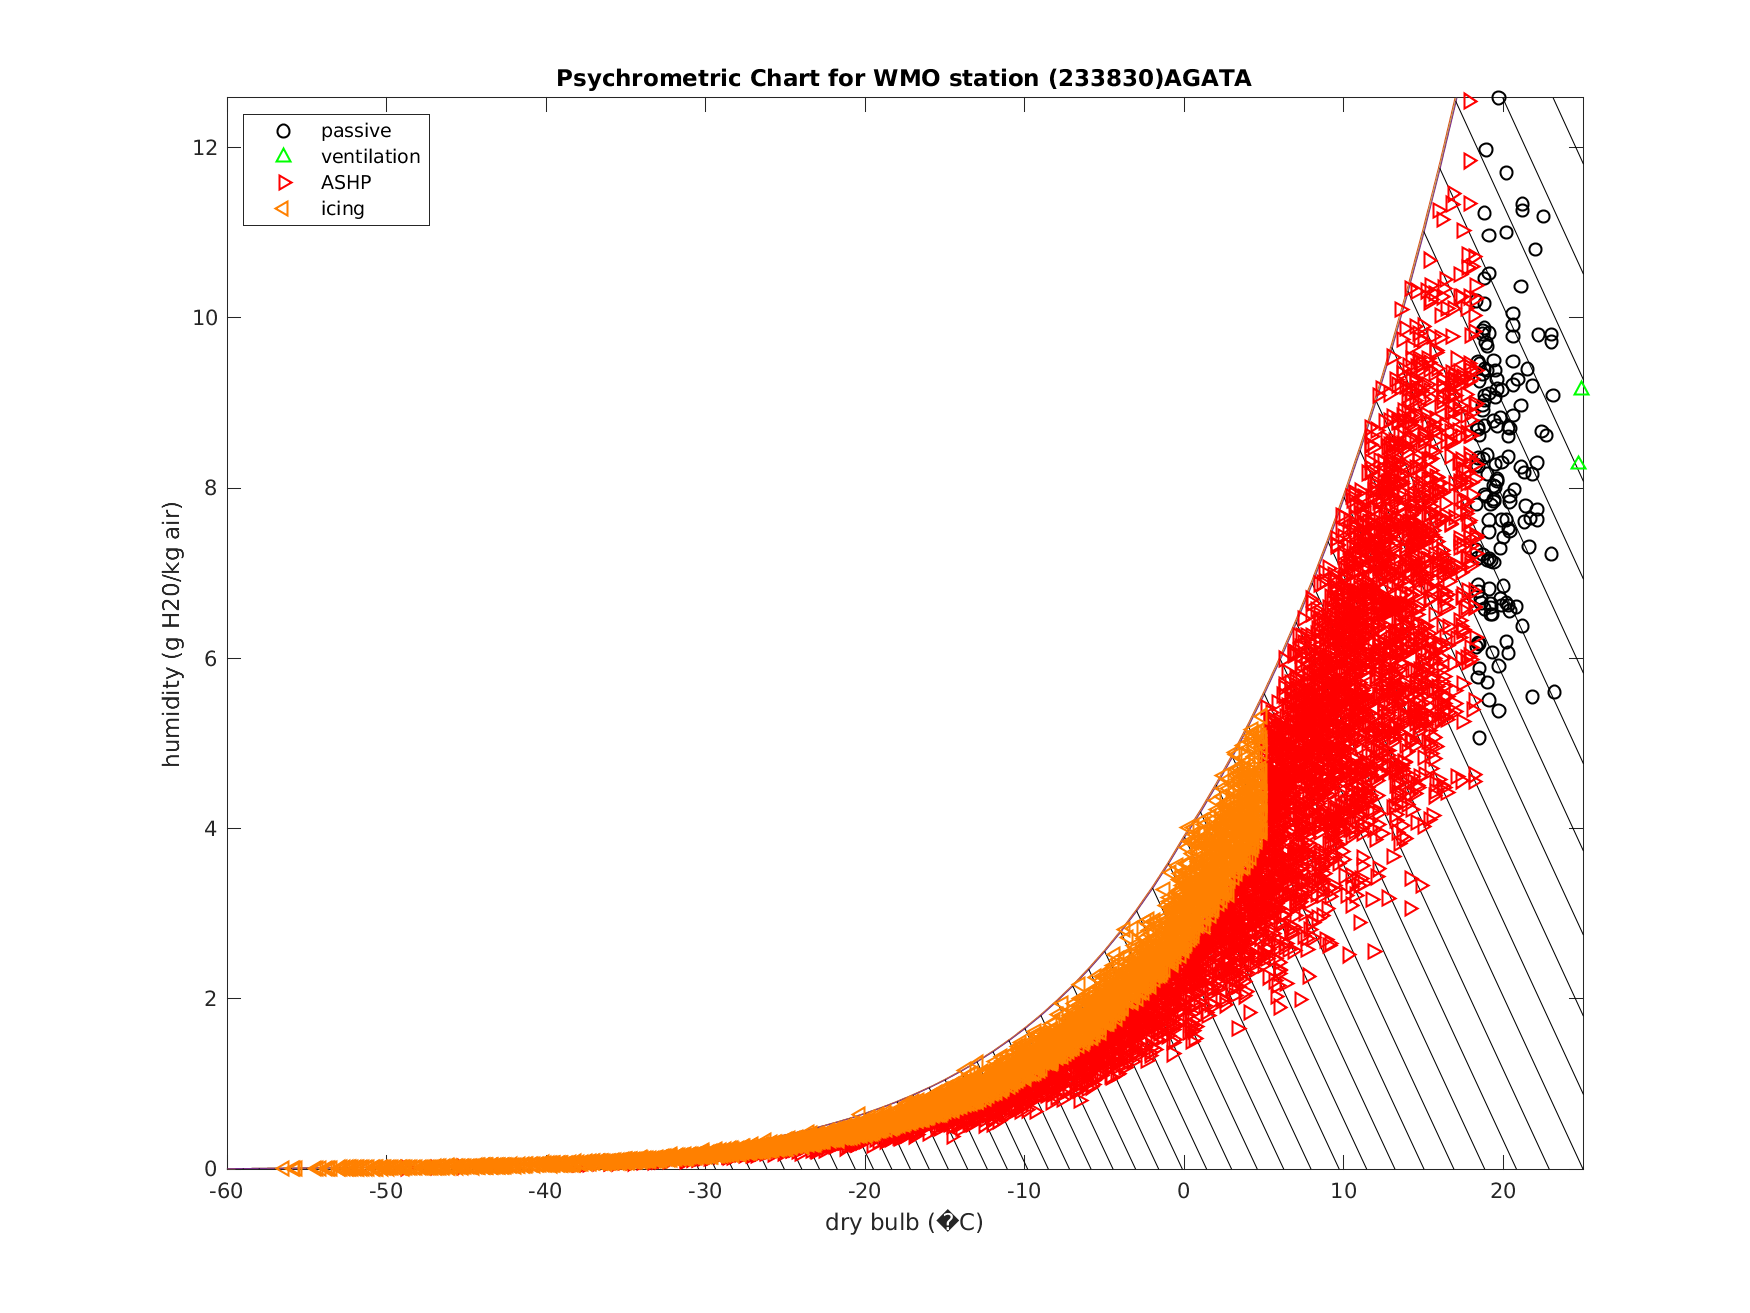 Psychrometric Chart for WMO station (233830)AGATA
passive
ventilation
ASHP
icing
humidity (g H20/kg air)
12
10
8
6
4
2
0
-60 -50 -40 -30 -20 -10 0 10 20
dry bulb (�C)